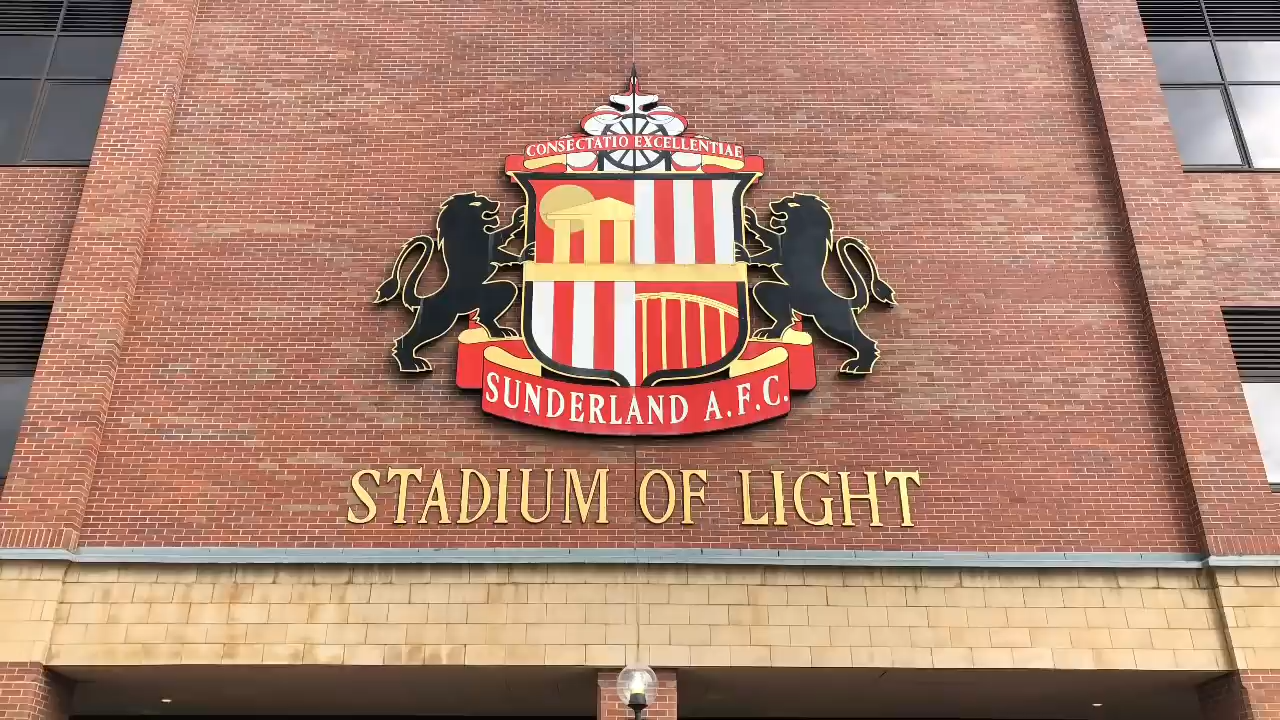 CONSECTATIO EXCELLENTIAE
SUNDERLAND A.F.C.
STADIUM OF LIGHT